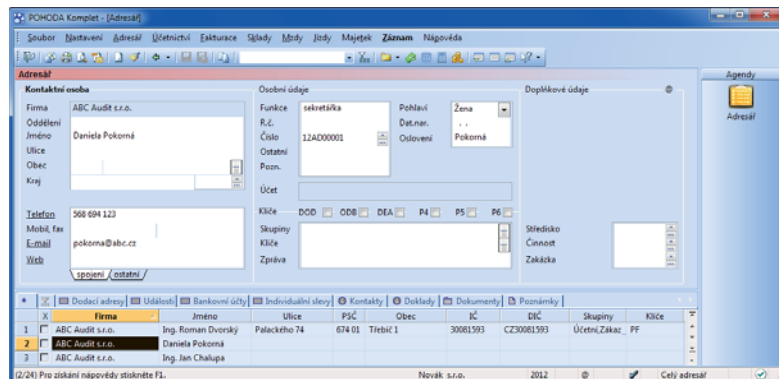 POHODA Komplet - [Adresář]
Soubor Nastavení Adresář Účetnictví Fakturace Sklady Mzdy Jízdy Majetek Záznam Nápověda
Adresář
Agendy
Kontaktní osoba Osobní údaje Doplňkové údaje @
Firma ABC Audit s.r.o. Funkce sekretářka Pohlaví Žena
Oddělení R.č. Dat.nar. . .
Jméno Daniela Pokorná Číslo 12AD00001 Oslovení Pokorná
Adresář
Ulice Ostatní
Obec Pozn.
Kraj
Účet
Telefon 568 694 123 Klíče DOD ODB DEA P4 P5 P6
Mobil, fax Skupiny Středisko
E-mail pokorna@abc.cz Klíče Činnost
Web Zpráva Zakázka
spojení ostatní
* Dodací adresy Události Bankovní účty Individuální slevy Kontakty Doklady Dokumenty Poznámky
X Firma Jméno Ulice PSČ Obec IČ DIČ Skupiny Klíče
1 ABC Audit s.r.o. Ing. Roman Dvorský Palackého 74 674 01 Třebíč 1 30081593 CZ30081593 Účetní,Zákaz_ PF
2 ABC Audit s.r.o. Daniela Pokorná
3 ABC Audit s.r.o. Ing. Jan Chalupa
(2/24) Pro získání nápovědy stiskněte F1. Novák s.r.o. 2012 @ Celý adresář